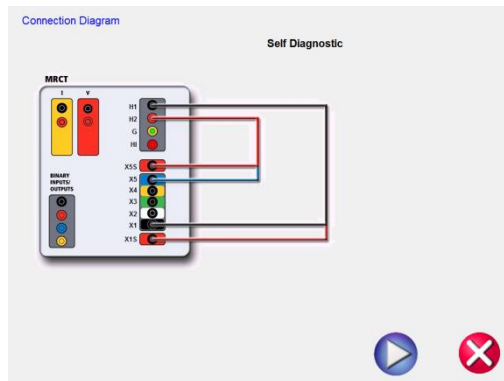 Connection Diagram
Self Diagnostic
MRCT
I V
H1
H2
G
HI
X5S
X5
BINARY
INPUTS/
OUTPUTS
X4
X3
X2
X1
X1S